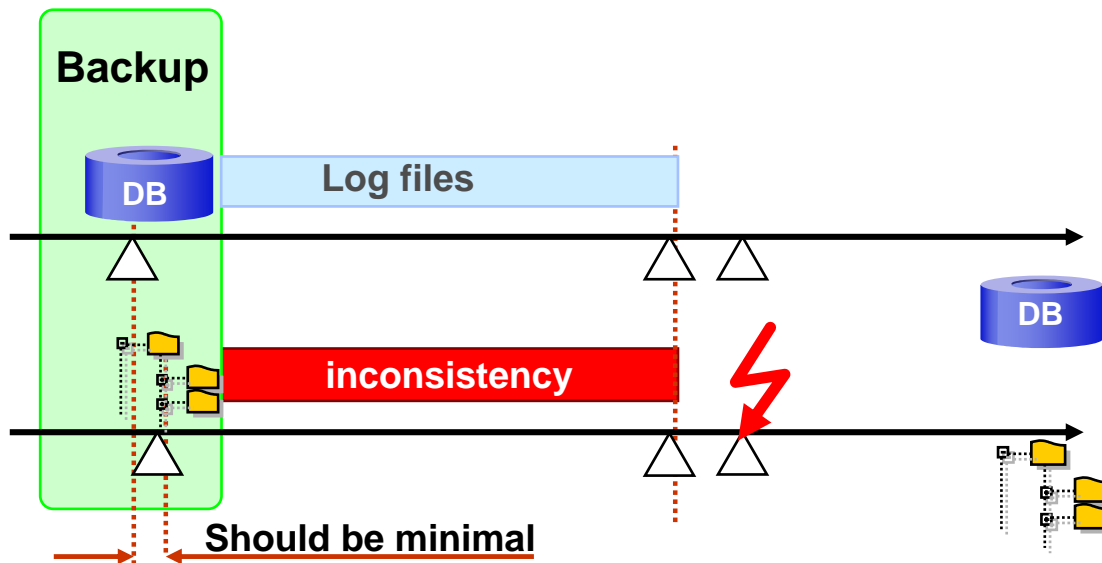 Backup
DB
Log files
DB
inconsistency
Should be minimal